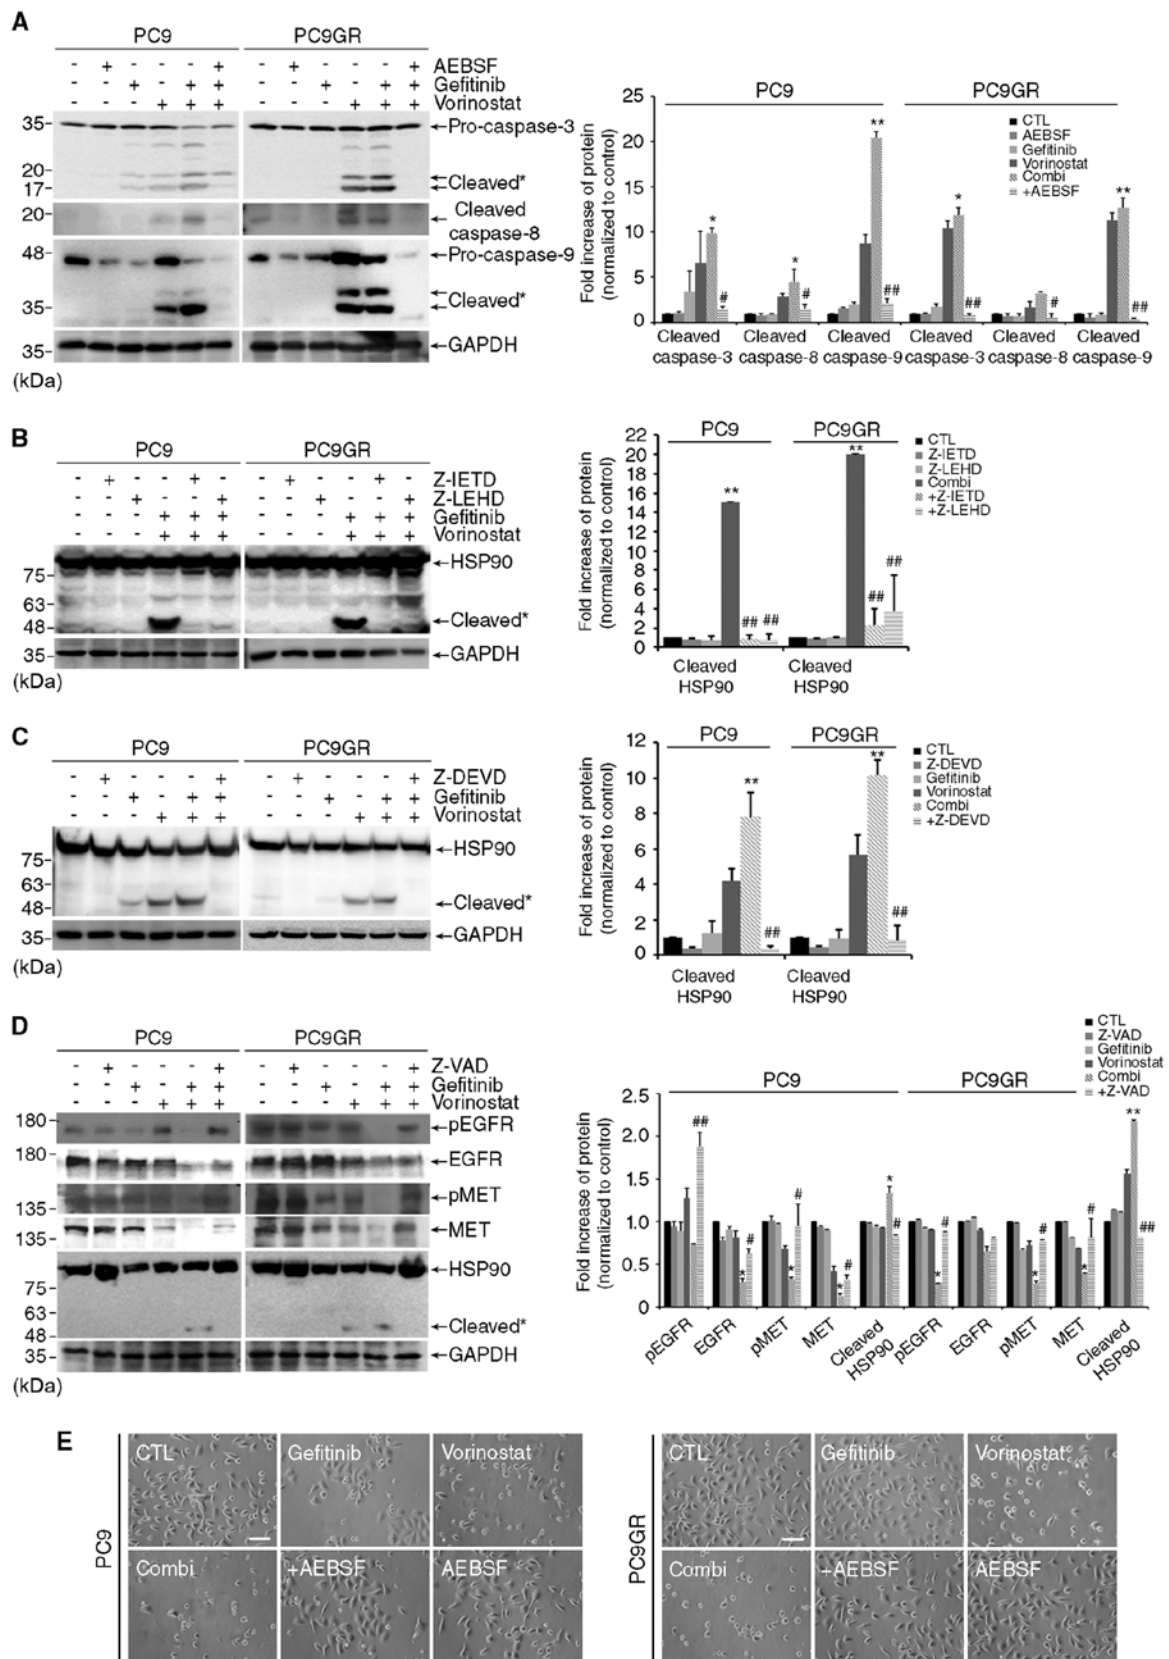 A
PC9 PC9GR
- + - - - + - + - - - + AEBSF
- - + - + + - - + - + + Gefitinib
- - - + + + - - - + + + Vorinostat
35- ←Pro-caspase-3
20-
17- Cleaved*
20- ← Cleaved caspase-8
48- ←Pro-caspase-9
35- Cleaved*
35- ←GAPDH
(kDa)
Fold increase of protein
(normalized to control)
25
20
15
10
5
0
PC9 PC9GR
CTL
AEBSF
Gefitinib
Vorinostat
Combi
+AEBSF
* # * # ** ## * ## # ** ##
Cleaved Cleaved Cleaved Cleaved Cleaved Cleaved
caspase-3 caspase-8 caspase-9 caspase-3 caspase-8 caspase-9
B
PC9 PC9GR
- + - - + - - + - - + - Z-IETD
- - + - - + - - + - - + Z-LEHD
- - - + + + - - - + + + Gefitinib
- - - + + + - - - + + + Vorinostat
←HSP90
75-
63-
48- ←Cleaved*
35- ←GAPDH
(kDa)
Fold increase of protein
(normalized to control)
22
20
18
16
14
12
10
8
6
4
2
0
PC9 PC9GR
CTL
Z-IETD
Z-LEHD
Combi
+Z-IETD
+Z-LEHD
** ## ## ** ## ##
Cleaved Cleaved
HSP90 HSP90
C
PC9 PC9GR
- + - - - + - + - - - + Z-DEVD
- - + - + + - - + - + + Gefitinib
- - - + + + - - - + + + Vorinostat
←HSP90
75-
63-
48- ←Cleaved*
35- ←GAPDH
(kDa)
Fold increase of protein
(normalized to control)
12
10
8
6
4
2
0
PC9 PC9GR
CTL
Z-DEVD
Gefitinib
Vorinostat
Combi
+Z-DEVD
** ## ** ##
Cleaved Cleaved
HSP90 HSP90
D
PC9 PC9GR
- + - - - + - + - - - + Z-VAD
- - + - + + - - + - + + Gefitinib
- - - + + + - - - + + + Vorinostat
180- ←pEGFR
180- ←EGFR
←pMET
135-
←MET
135-
←HSP90
75-
63-
48- ←Cleaved*
35- ←GAPDH
(kDa)
Fold increase of protein
(normalized to control)
2.5
2.0
1.5
1.0
0.5
0
PC9 PC9GR
CTL
Z-VAD
Gefitinib
Vorinostat
Combi
+Z-VAD
## * # * # * # * # * # * # * # ** ##
pEGFR EGFR pMET MET Cleaved HSP90 pEGFR EGFR pMET MET Cleaved HSP90
E
PC9
CTL Gefitinib Vorinostat
Combi +AEBSF AEBSF
PC9GR
CTL Gefitinib Vorinostat
Combi +AEBSF AEBSF